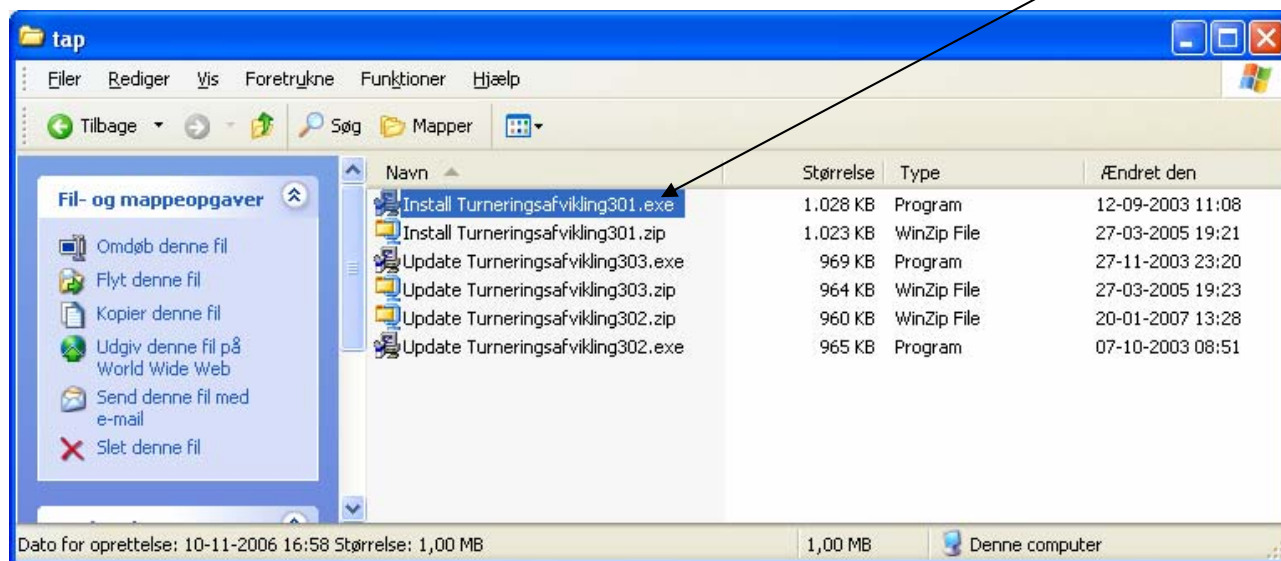 tap
Filer Rediger Vis Foretrukne Funktioner Hjælp
Tilbage Søg Mapper
Navn Størrelse Type Ændret den
Fil- og mappeopgaver
Omdøb denne fil
Flyt denne fil
Kopier denne fil
Udgiv denne fil på
World Wide Web
Send denne fil med
e-mail
Slet denne fil
Install Turneringsafvikling301.exe 1.028 KB Program 12-09-2003 11:08
Install Turneringsafvikling301.zip 1.023 KB WinZip File 27-03-2005 19:21
Update Turneringsafvikling303.exe 969 KB Program 27-11-2003 23:20
Update Turneringsafvikling303.zip 964 KB WinZip File 27-03-2005 19:23
Update Turneringsafvikling302.zip 960 KB WinZip File 20-01-2007 13:28
Update Turneringsafvikling302.exe 965 KB Program 07-10-2003 08:51
Dato for oprettelse: 10-11-2006 16:58 Størrelse: 1,00 MB 1,00 MB Denne computer